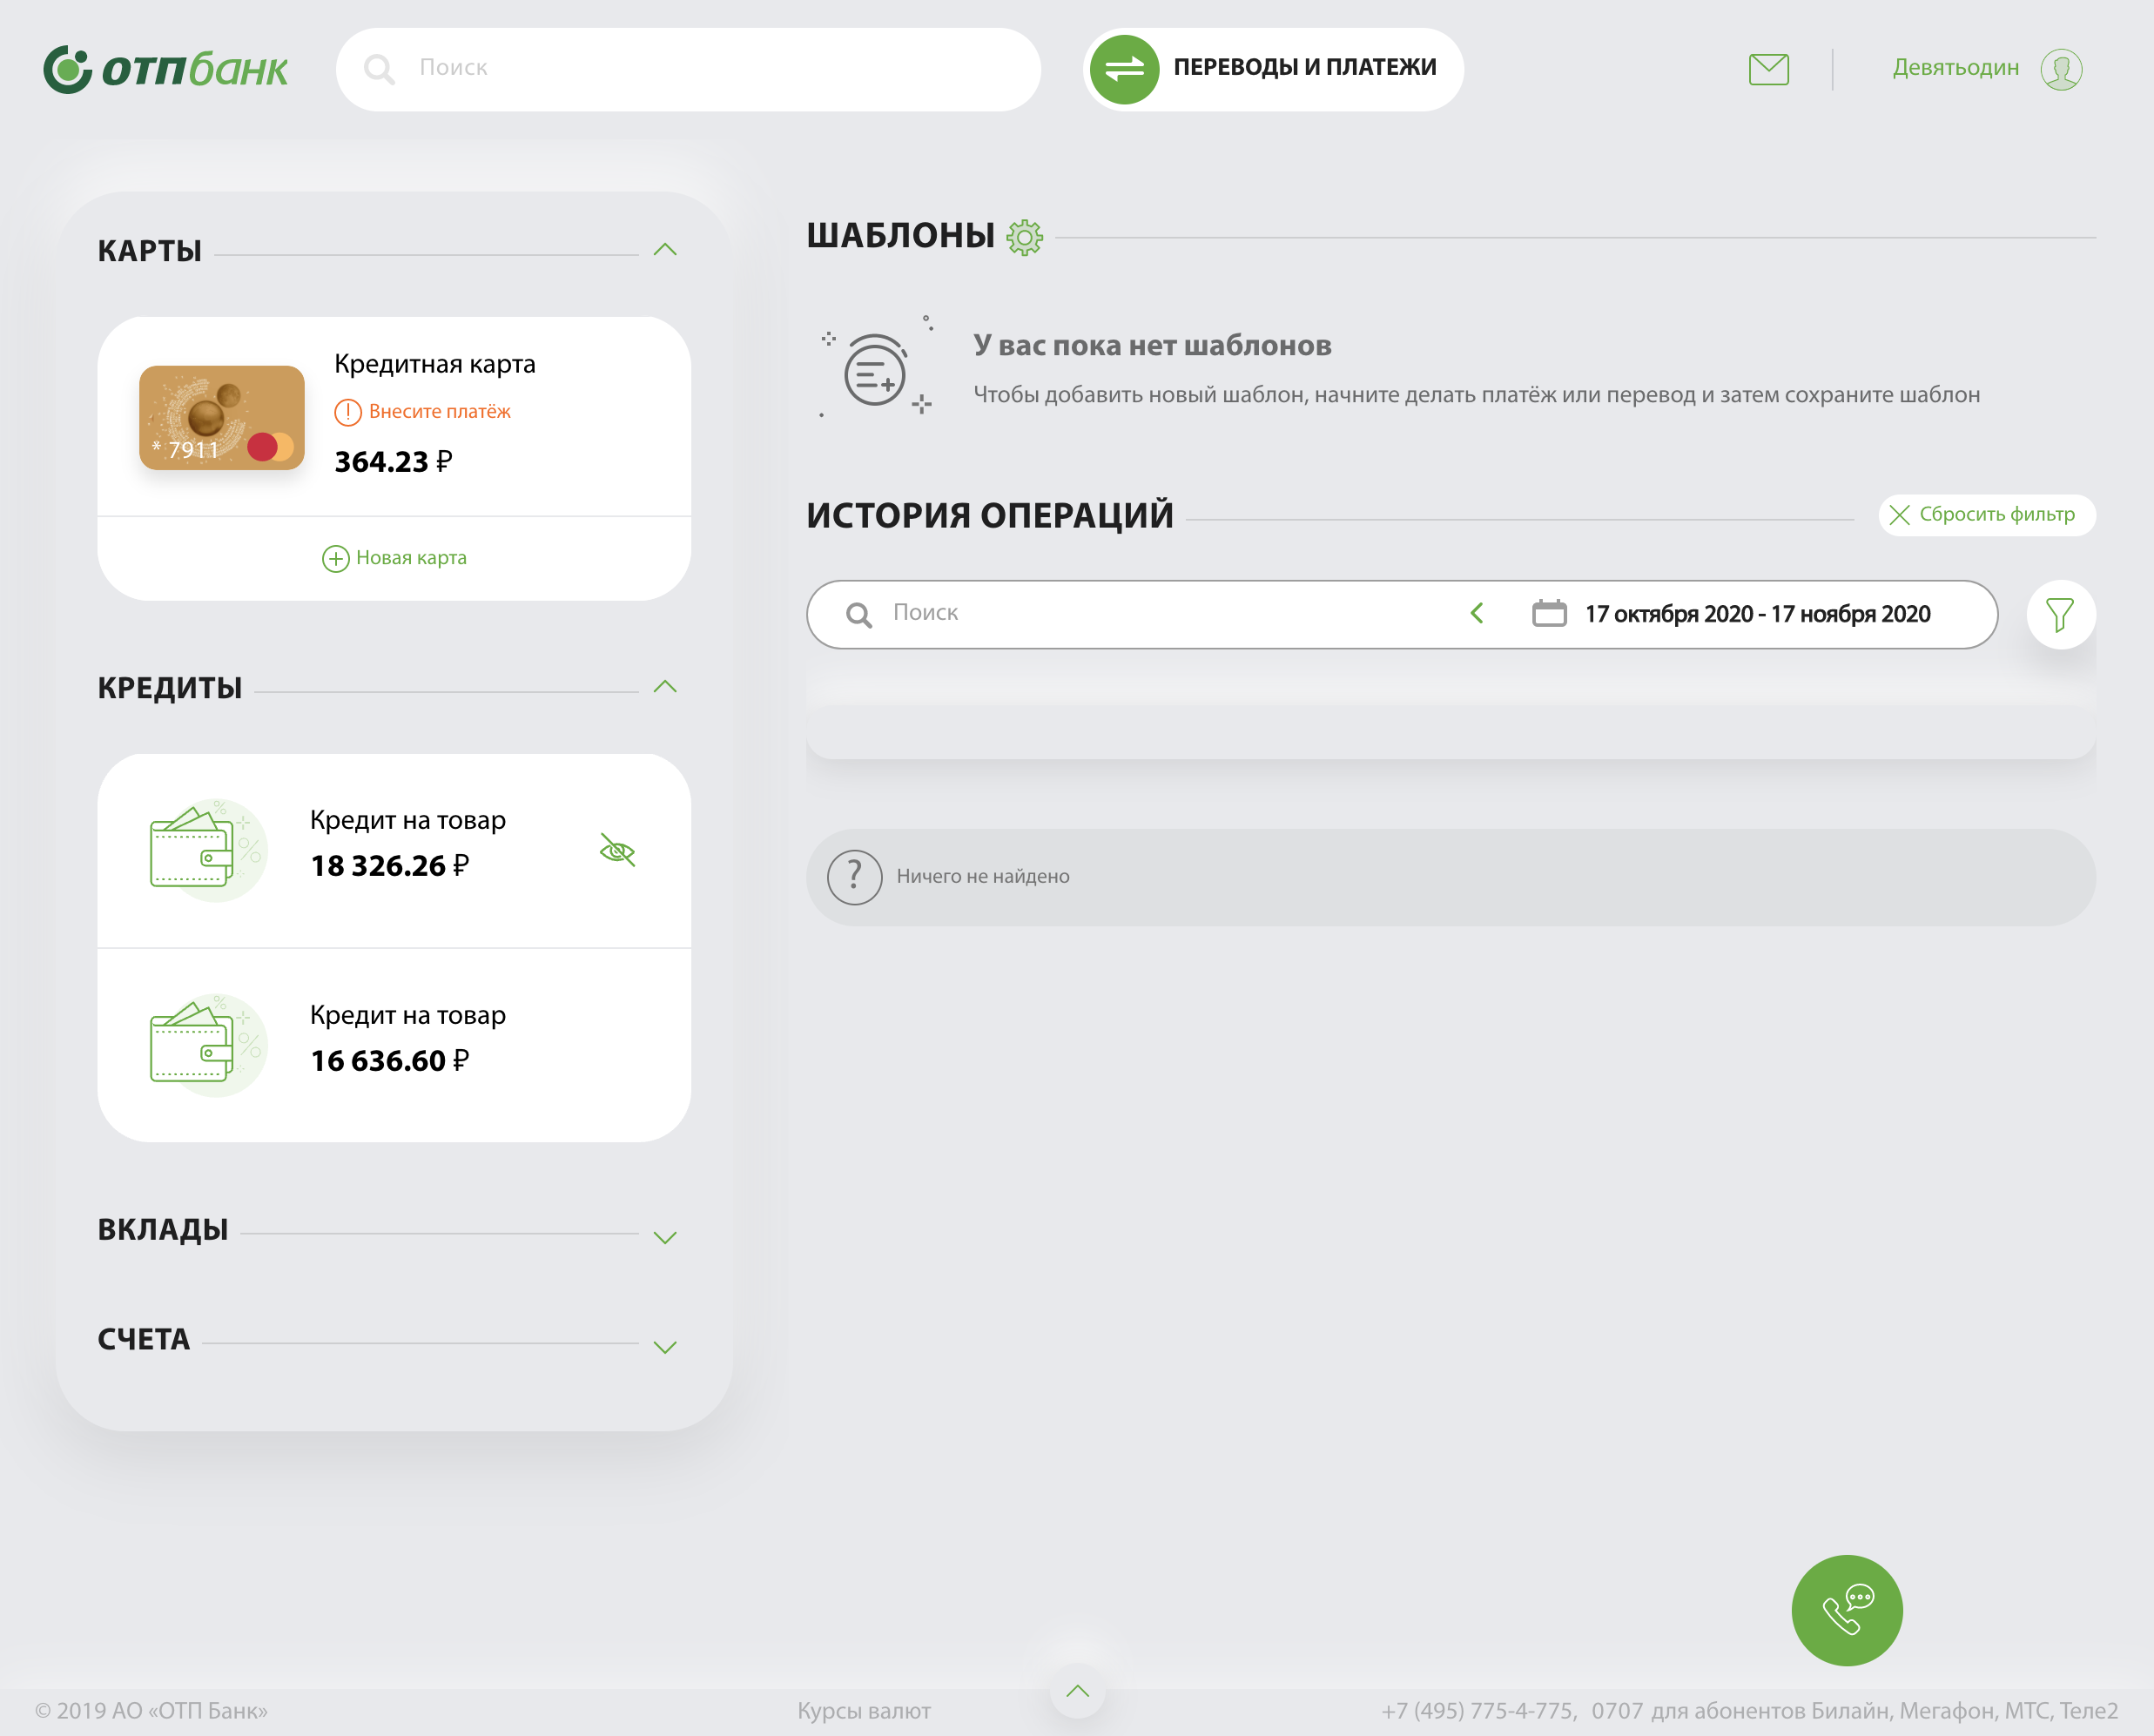 отпбанк
Поиск
ПЕРЕВОДЫ И ПЛАТЕЖИ
Девятьодин
КАРТЫ
Кредитная карта
Внесите платёж
* 7911
364.23 ₽
Новая карта
КРЕДИТЫ
Кредит на товар
18 326.26 ₽
Кредит на товар
16 636.60 ₽
ВКЛАДЫ
СЧЕТА
ШАБЛОНЫ
У вас пока нет шаблонов
Чтобы добавить новый шаблон, начните делать платёж или перевод и затем сохраните шаблон
ИСТОРИЯ ОПЕРАЦИЙ
Сбросить фильтр
Поиск
17 октября 2020 - 17 ноября 2020
Ничего не найдено
© 2019 АО «ОТП Банк»
Курсы валют
+7 (495) 775-4-775, 0707 для абонентов Билайн, Мегафон, МТС, Теле2